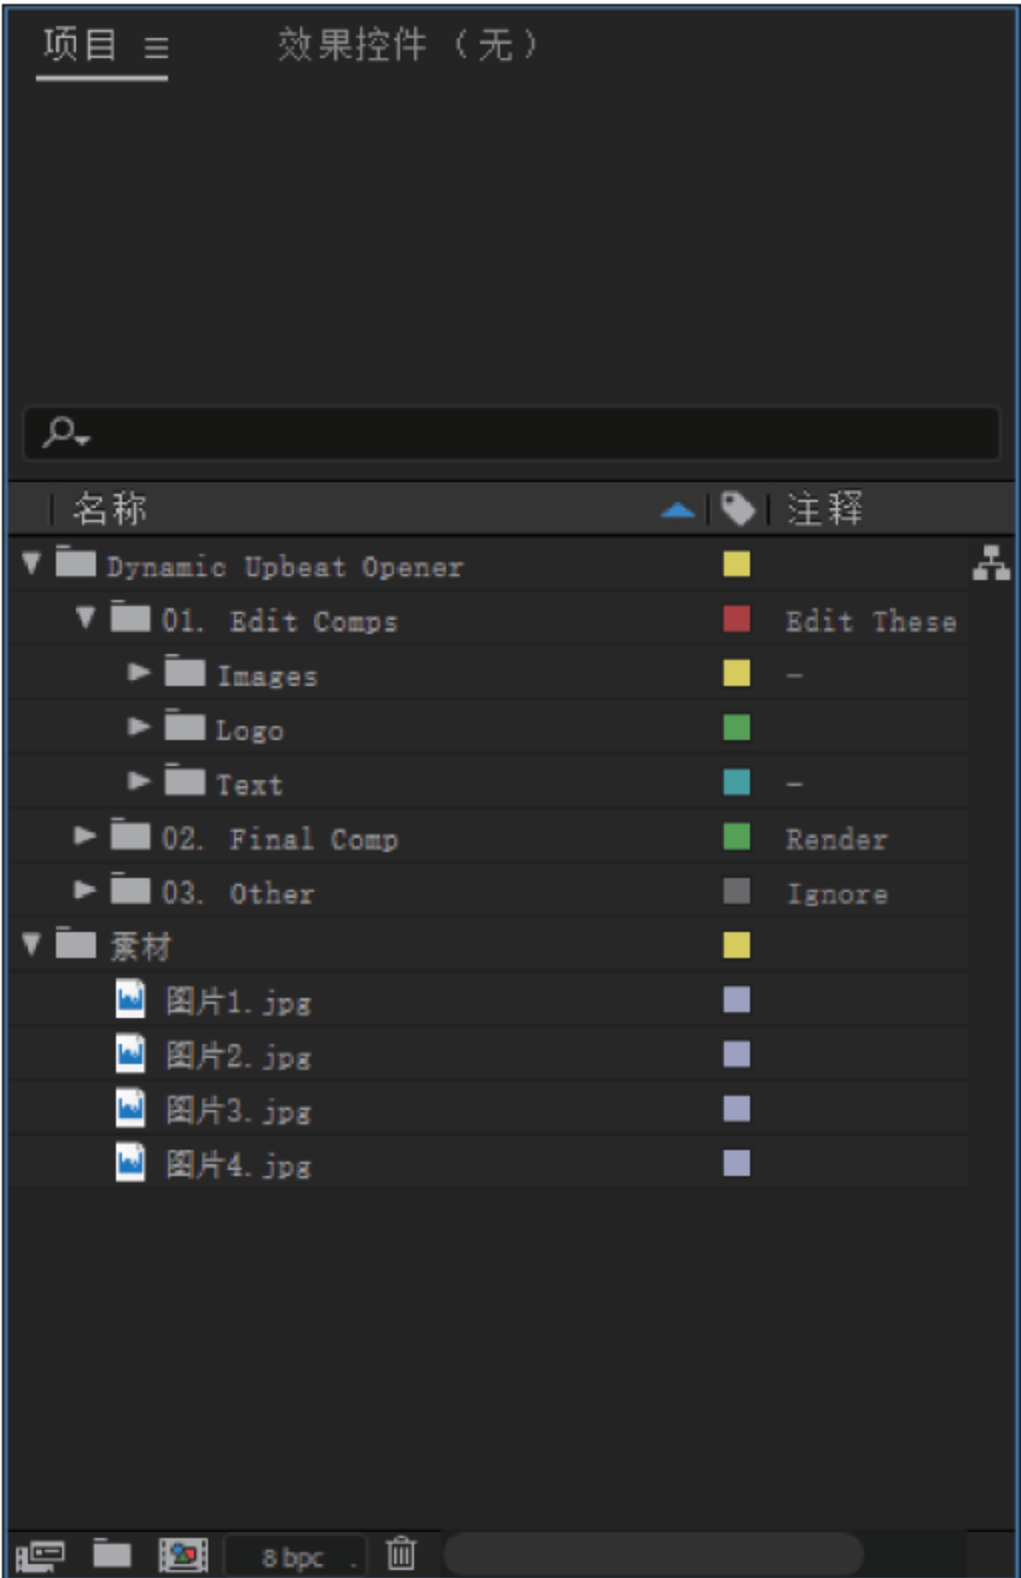 项目
效果控件 （无）
名称 注释
Dynamic Upbeat Opener
01. Edit Comps Edit These
Images -
Logo
Text -
02. Final Comp Render
03. Other Ignore
素材
图片1.jpg
图片2.jpg
图片3.jpg
图片4.jpg
8 bpc